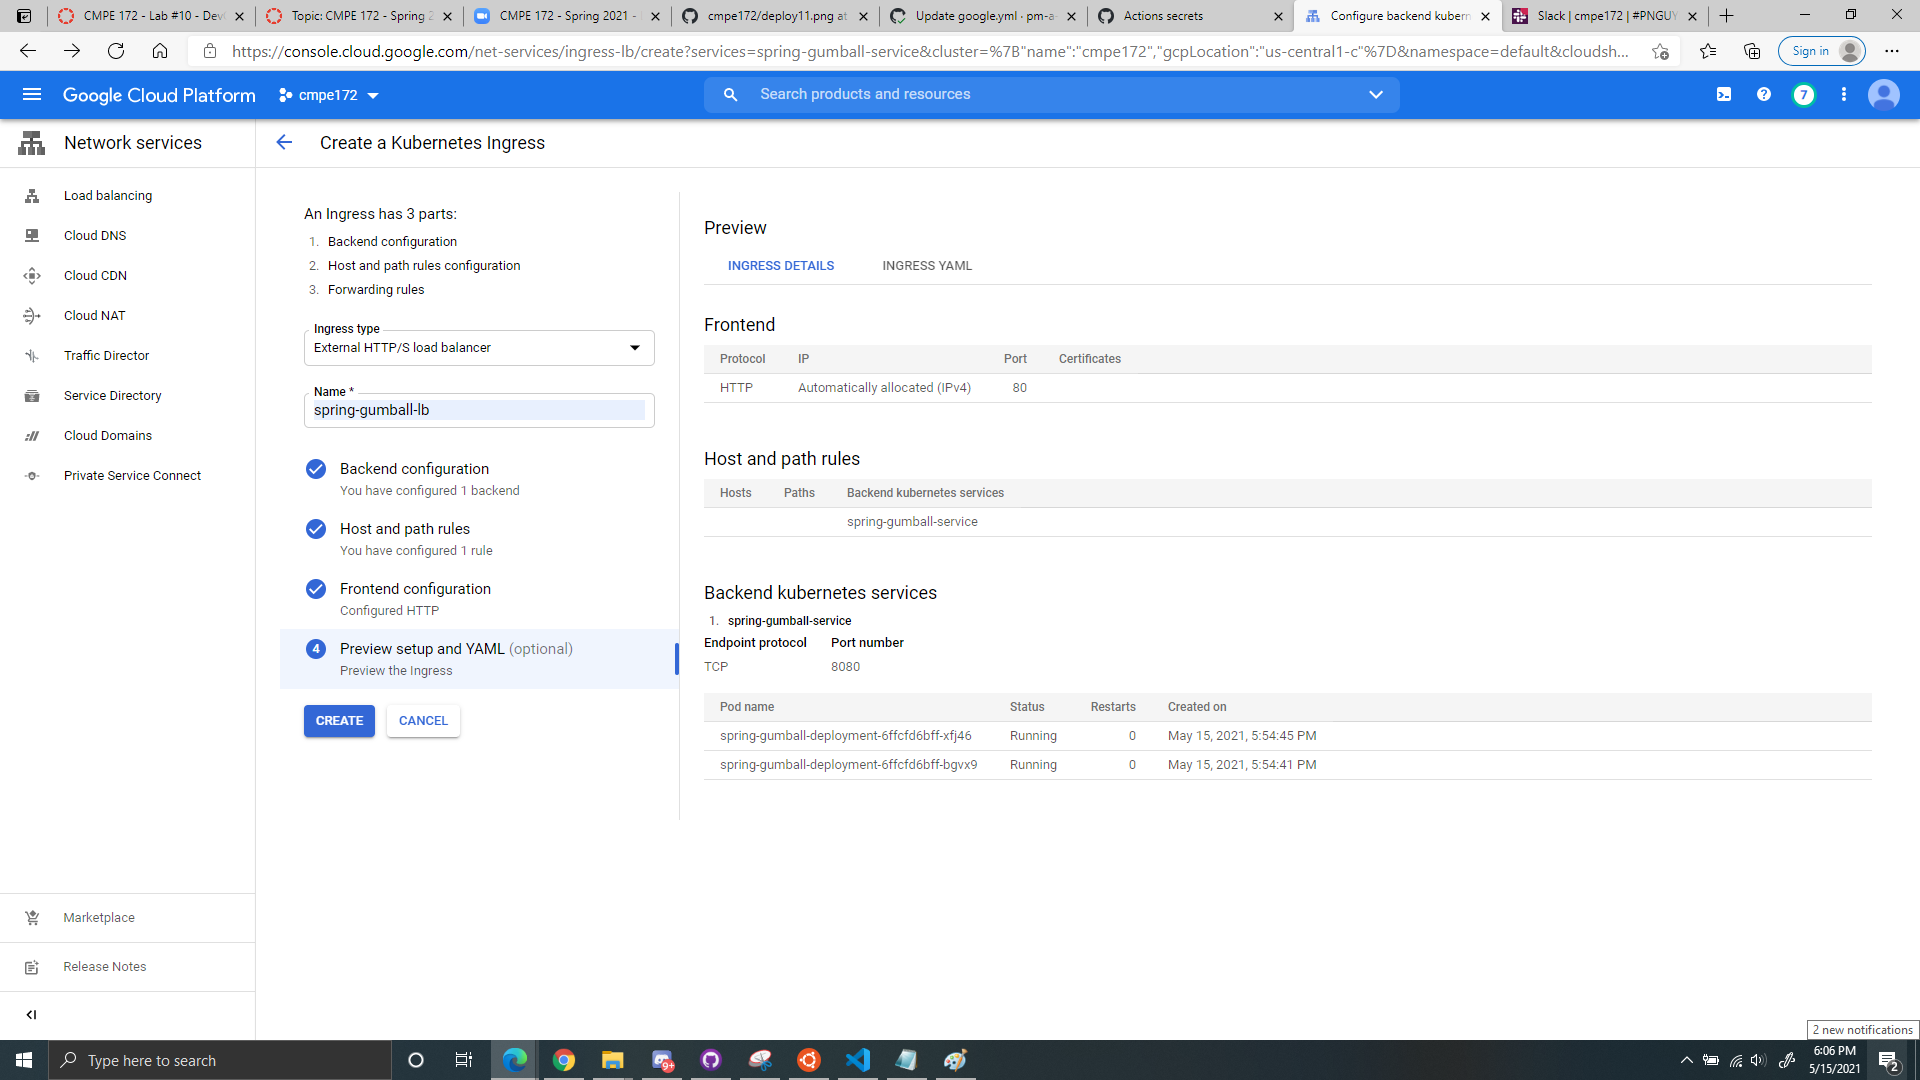 CMPE 172 - Lab #10 - Dev
Topic: CMPE 172 - Spring 2
CMPE 172 - Spring 2021 -
cmpe172/deploy11.png at
Update google.yml · pm-a-
Actions secrets
Configure backend kubern
Slack | cmpe172 | #PNGUY
https://console.cloud.google.com/net-services/ingress-lb/create?services=spring-gumball-service&cluster=%7B"name":"cmpe172","gcpLocation":"us-central1-c"%7D&namespace=default&cloudsh...
Sign in
Google Cloud Platform
cmpe172
Search products and resources
7
Network services
Create a Kubernetes Ingress
Load balancing
Cloud DNS
Cloud CDN
Cloud NAT
Traffic Director
Service Directory
Cloud Domains
Private Service Connect
Marketplace
Release Notes
An Ingress has 3 parts:
1. Backend configuration
2. Host and path rules configuration
3. Forwarding rules
Ingress type
External HTTP/S load balancer
Name *
spring-gumball-lb
Backend configuration
You have configured 1 backend
Host and path rules
You have configured 1 rule
Frontend configuration
Configured HTTP
4 Preview setup and YAML (optional)
Preview the Ingress
CREATE CANCEL
Preview
INGRESS DETAILS INGRESS YAML
Frontend
Protocol IP Port Certificates
HTTP Automatically allocated (IPv4) 80
Host and path rules
Hosts Paths Backend kubernetes services
spring-gumball-service
Backend kubernetes services
1. spring-gumball-service
Endpoint protocol Port number
TCP 8080
Pod name Status Restarts Created on
spring-gumball-deployment-6ffcfd6bff-xfj46 Running 0 May 15, 2021, 5:54:45 PM
spring-gumball-deployment-6ffcfd6bff-bgvx9 Running 0 May 15, 2021, 5:54:41 PM
2 new notifications
Type here to search
9+
6:06 PM
5/15/2021
2